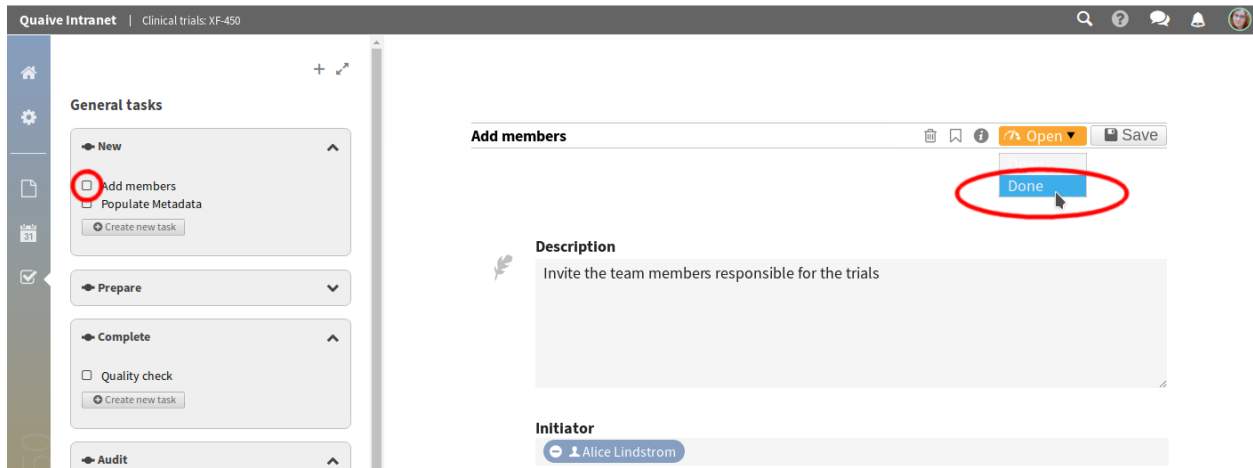 Quaive Intranet | Clinical trials: XF-450
General tasks
New
Add members
Populate Metadata
Create new task
Prepare
Complete
Quality check
Create new task
Audit
31
Add members
Open
Save
Done
Description
Invite the team members responsible for the trials
Initiator
Alice Lindstrom